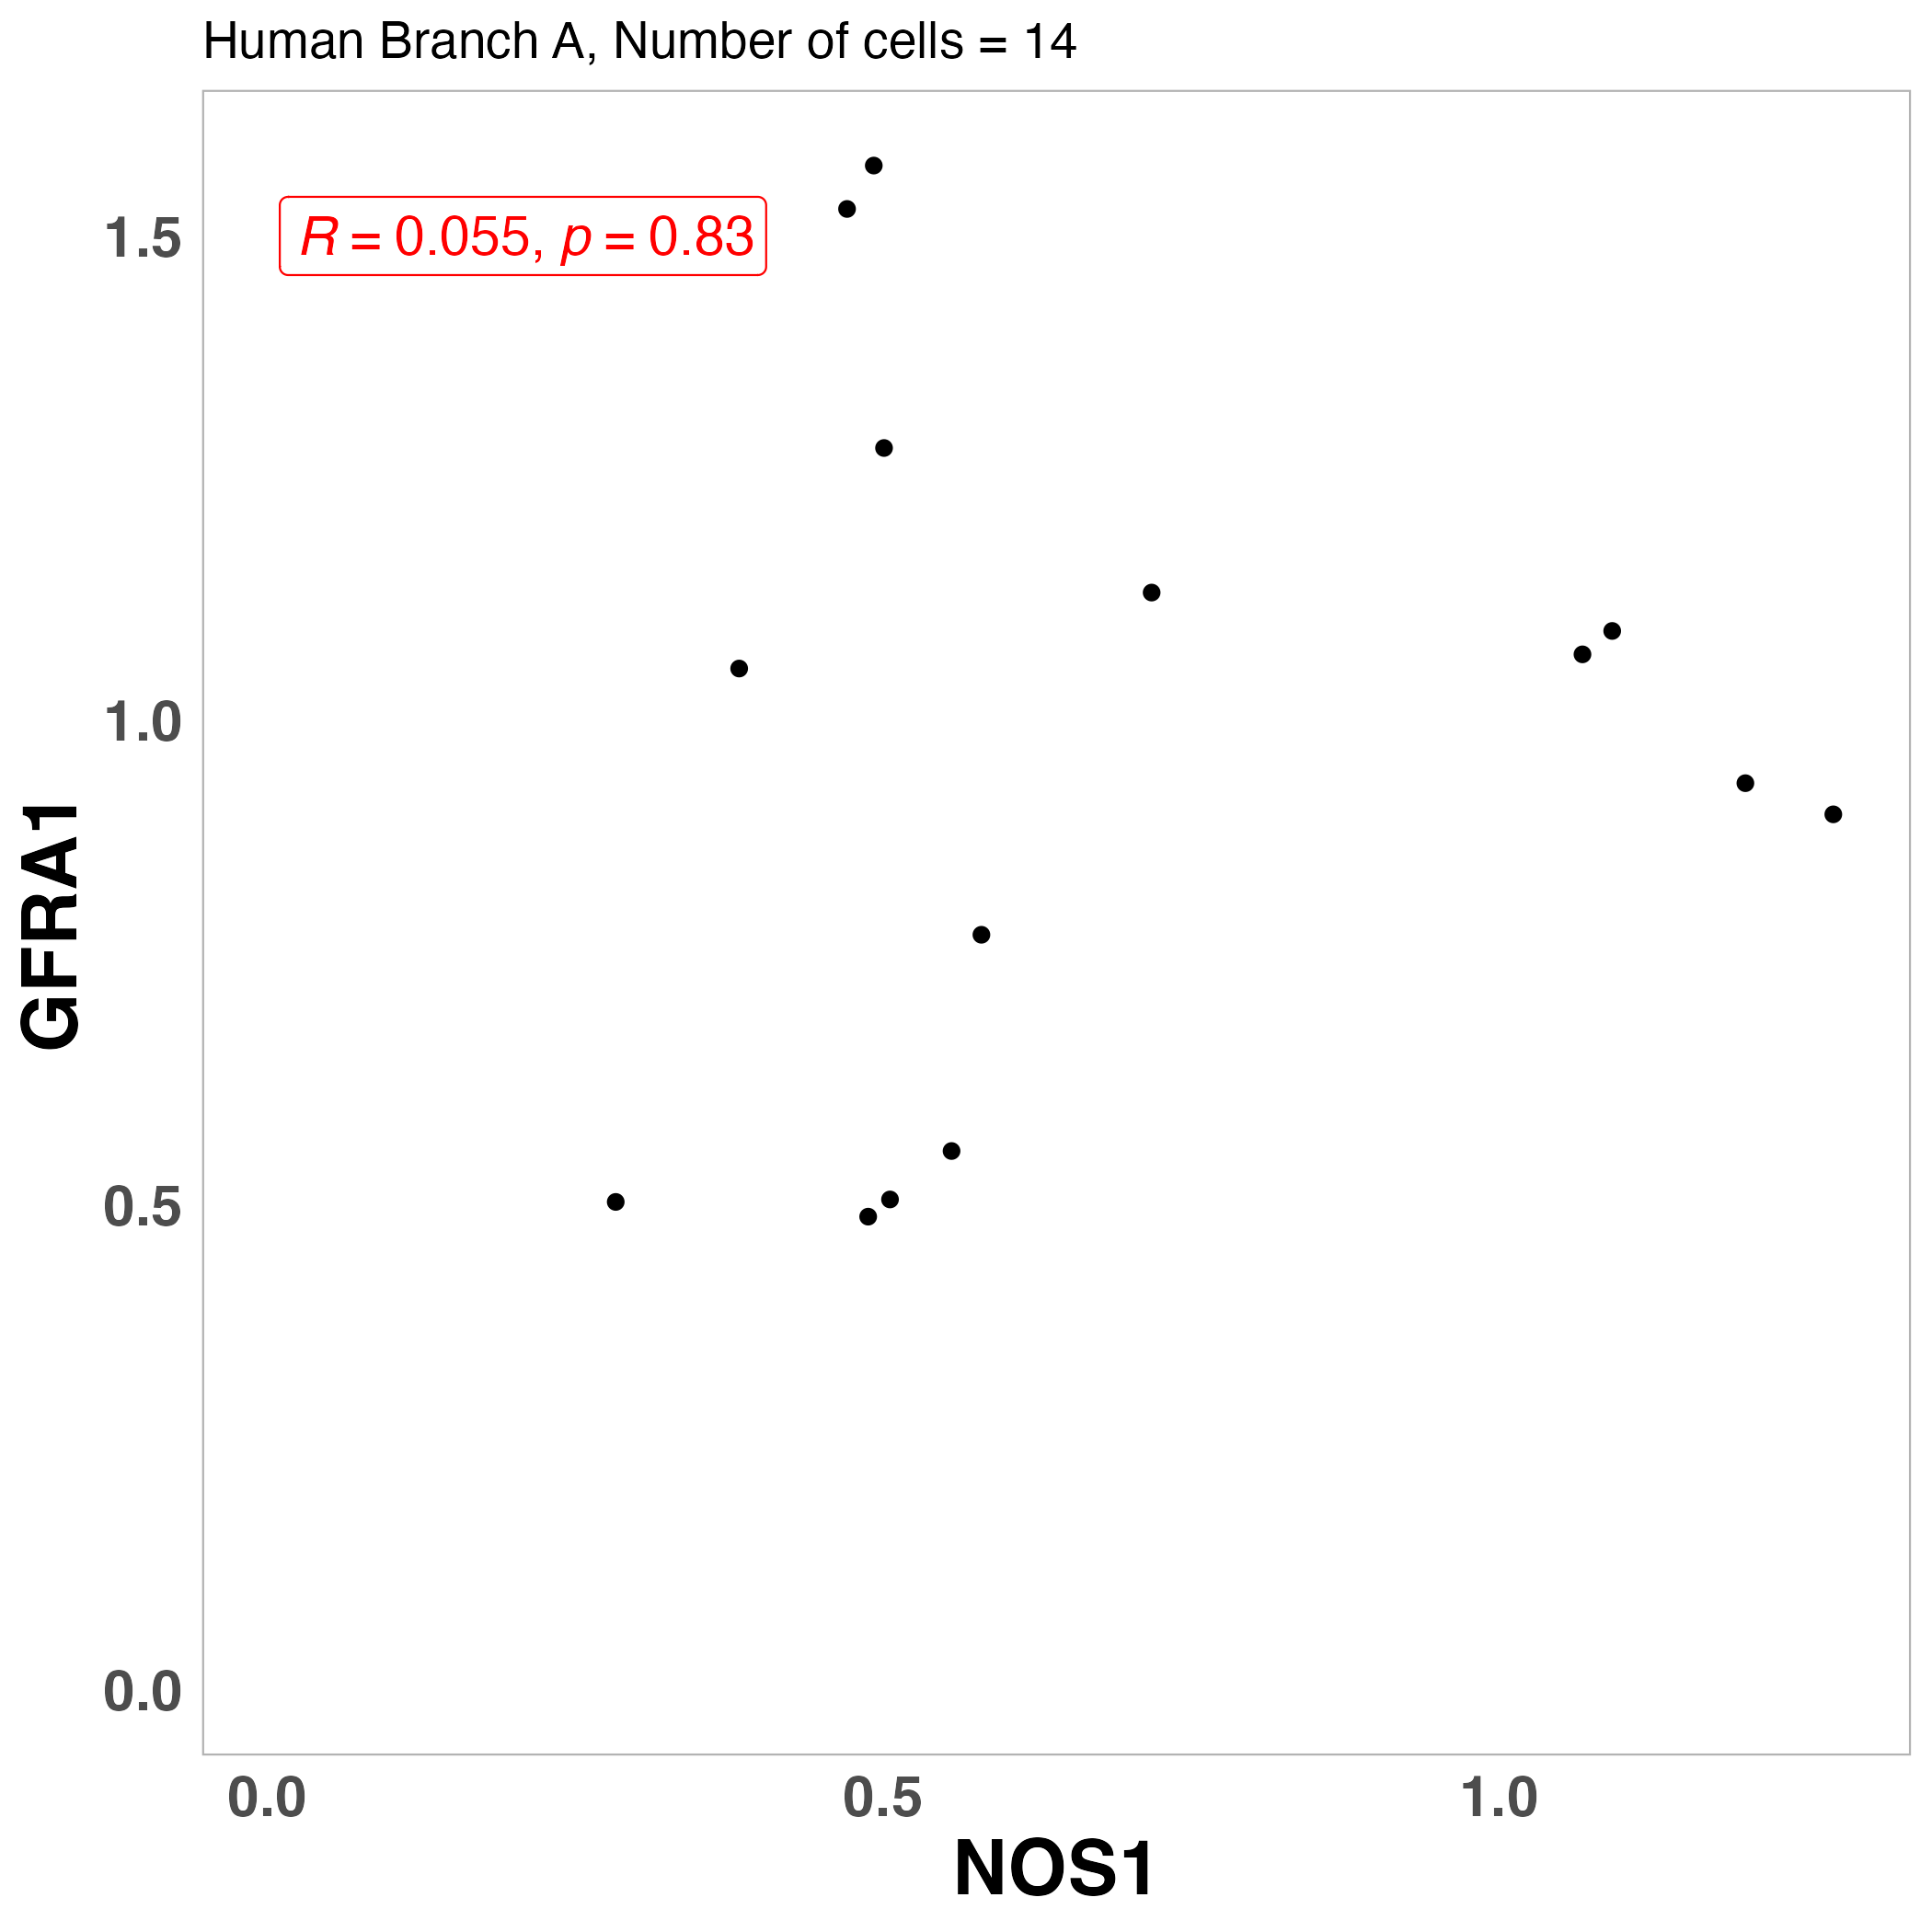 Human Branch A, Number of cells = 14
R = 0.055, p = 0.83
1.5
1.0
0.5
0.0
GFRA1
0.0 0.5 1.0
NOS1